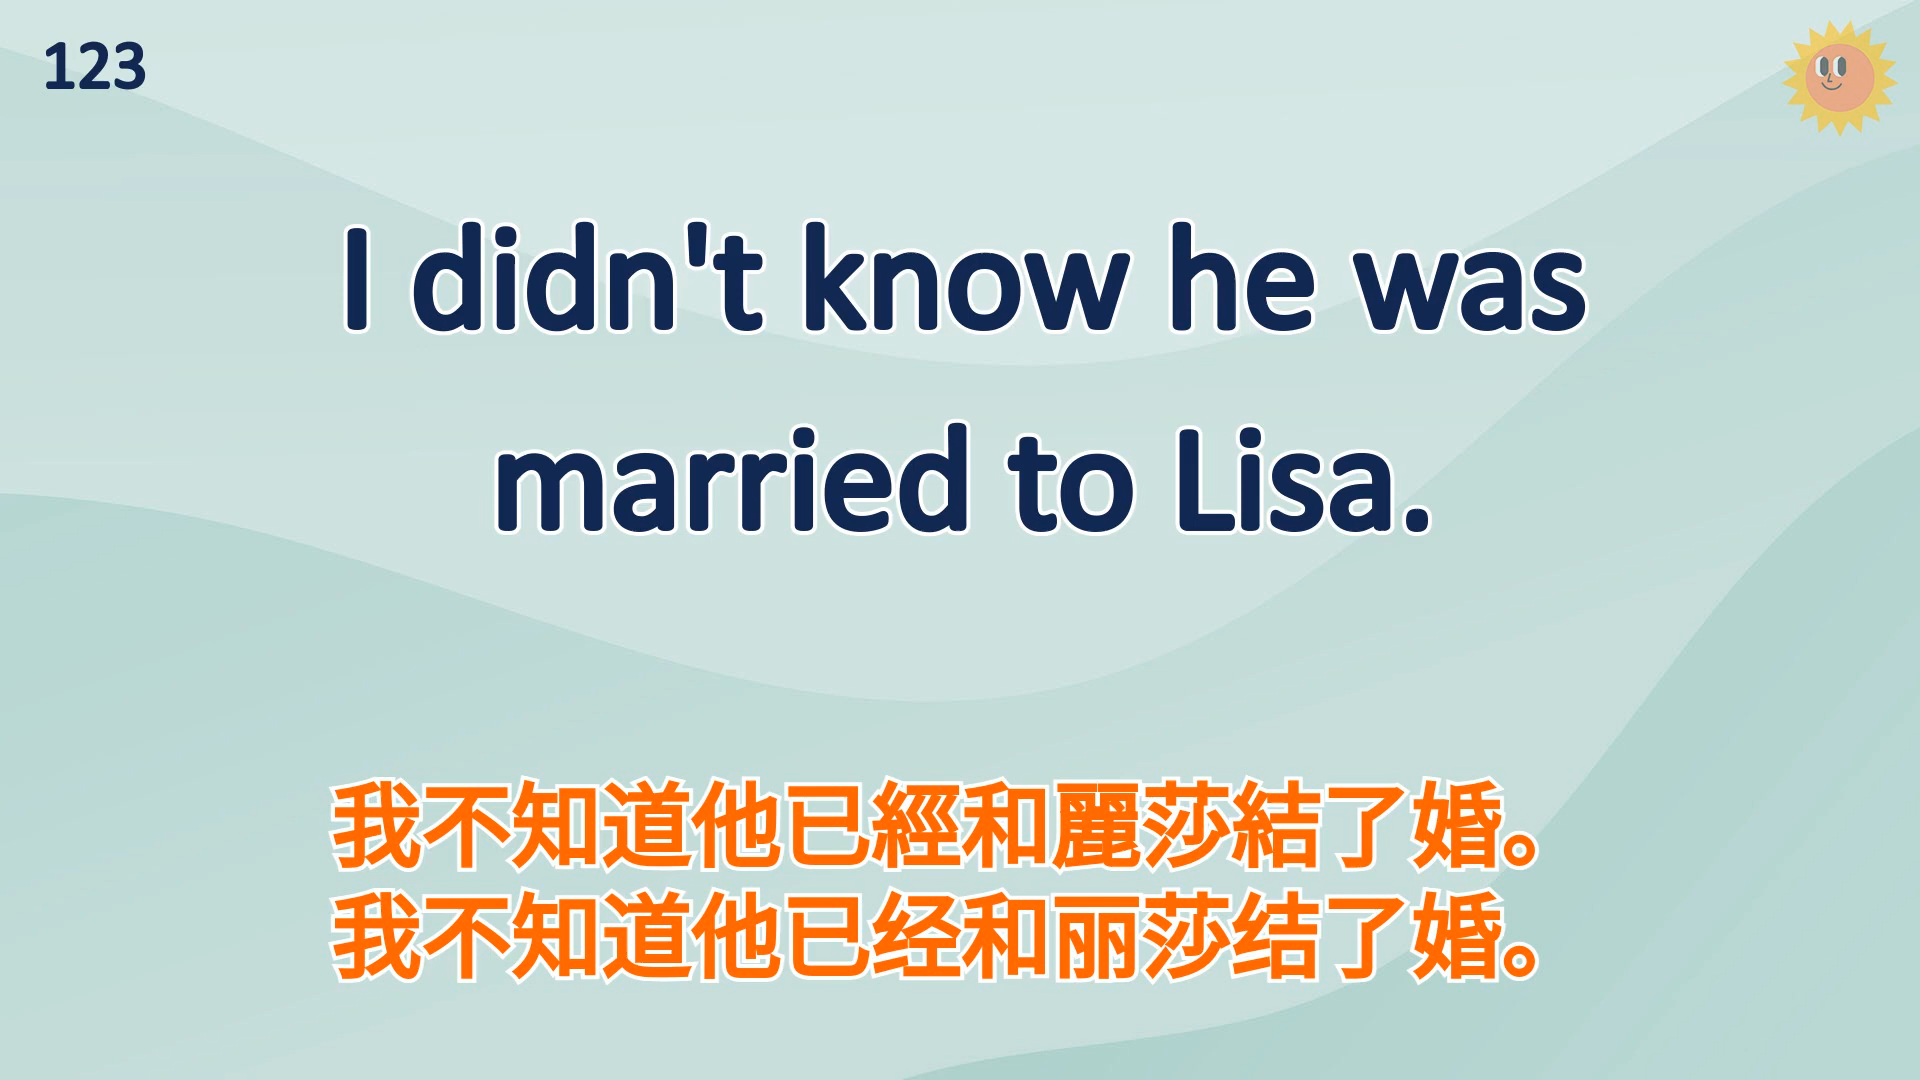 123
I didn't know he was
married to Lisa.
我不知道他已經和麗莎結了婚。
我不知道他已经和丽莎结了婚。